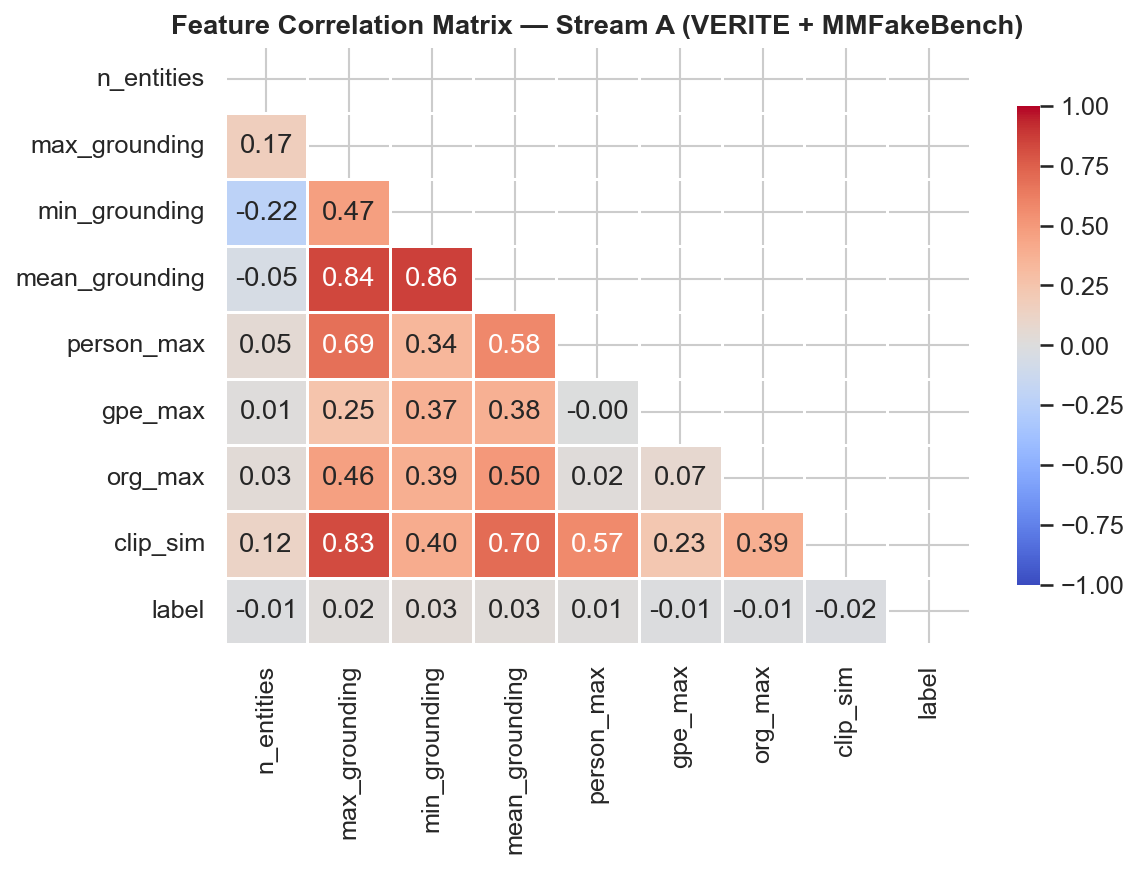 Feature Correlation Matrix — Stream A (VERITE + MMFakeBench)
n_entities
max_grounding 0.17
min_grounding -0.22 0.47
mean_grounding -0.05 0.84 0.86
person_max 0.05 0.69 0.34 0.58
gpe_max 0.01 0.25 0.37 0.38 -0.00
org_max 0.03 0.46 0.39 0.50 0.02 0.07
clip_sim 0.12 0.83 0.40 0.70 0.57 0.23 0.39
label -0.01 0.02 0.03 0.03 0.01 -0.01 -0.01 -0.02
n_entities
max_grounding
min_grounding
mean_grounding
person_max
gpe_max
org_max
clip_sim
label
1.00
0.75
0.50
0.25
0.00
−0.25
−0.50
−0.75
−1.00